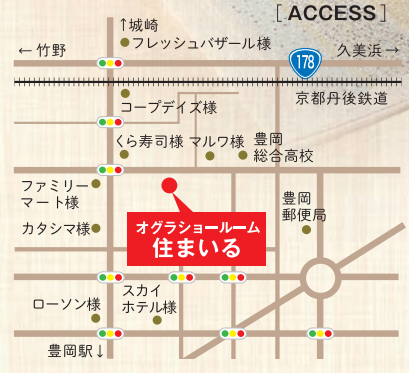 [ ACCESS ]
↑城崎
フレッシュバザール様
← 竹野
久美浜 →
178
京都丹後鉄道
コープデイズ様
くら寿司様
マルワ様
豊岡
総合高校
ファミリー
マート様
豊岡
郵便局
カタシマ様
オグラショールーム
住まいる
スカイ
ホテル様
ローソン様
豊岡駅↓